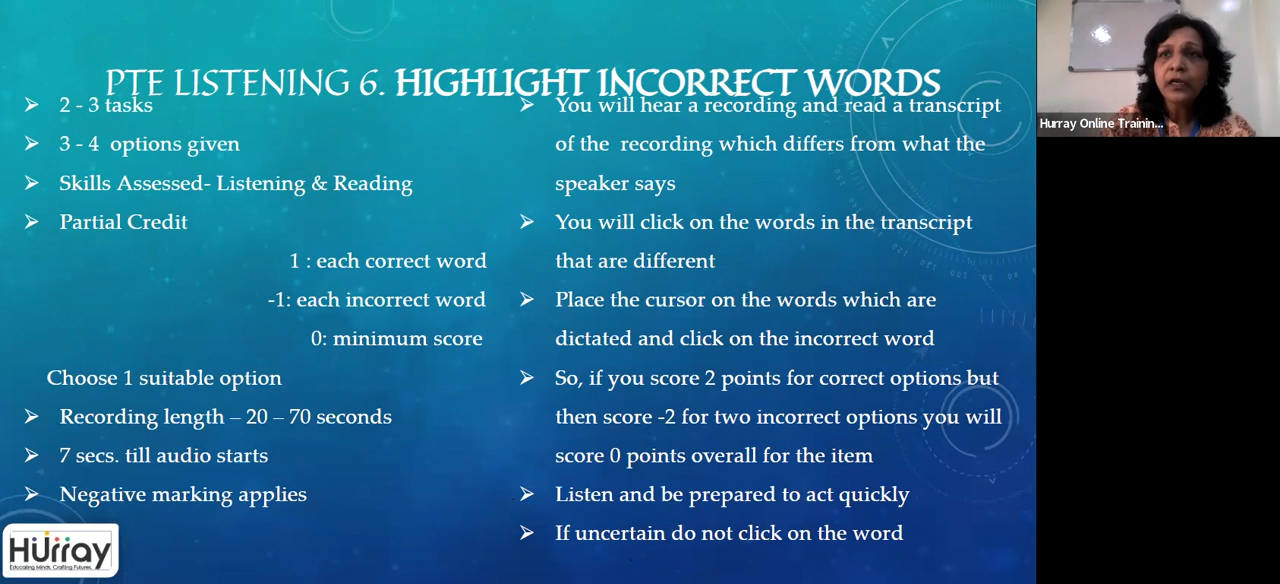 PTE LISTENING 6. HIGHLIGHT INCORRECT WORDS
2 - 3 tasks
3 - 4 options given
Skills Assessed- Listening & Reading
Partial Credit
1 : each correct word
-1: each incorrect word
0: minimum score
Choose 1 suitable option
Recording length – 20 – 70 seconds
7 secs. till audio starts
Negative marking applies
You will hear a recording and read a transcript
of the recording which differs from what the
speaker says
You will click on the words in the transcript
that are different
Place the cursor on the words which are
dictated and click on the incorrect word
So, if you score 2 points for correct options but
then score -2 for two incorrect options you will
score 0 points overall for the item
Listen and be prepared to act quickly
If uncertain do not click on the word
Hurray
Educating Minds, Crafting Futures.
Hurray Online Trainin...